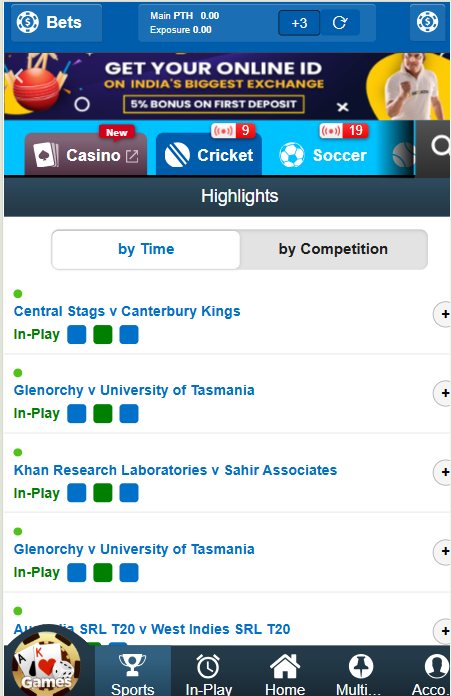 Bets
Main PTH 0.00
Exposure 0.00
+3
GET YOUR ONLINE ID
ON INDIA'S BIGGEST EXCHANGE
5% BONUS ON FIRST DEPOSIT
New
9
19
Casino
Cricket
Soccer
Highlights
by Time
by Competition
Central Stags v Canterbury Kings
+
In-Play
Glenorchy v University of Tasmania
+
In-Play
Khan Research Laboratories v Sahir Associates
+
In-Play
Glenorchy v University of Tasmania
+
In-Play
SRL T20 v West Indies SRL T20
+
A K
Games
Sports
In-Play
Home
Multi...
Acco...